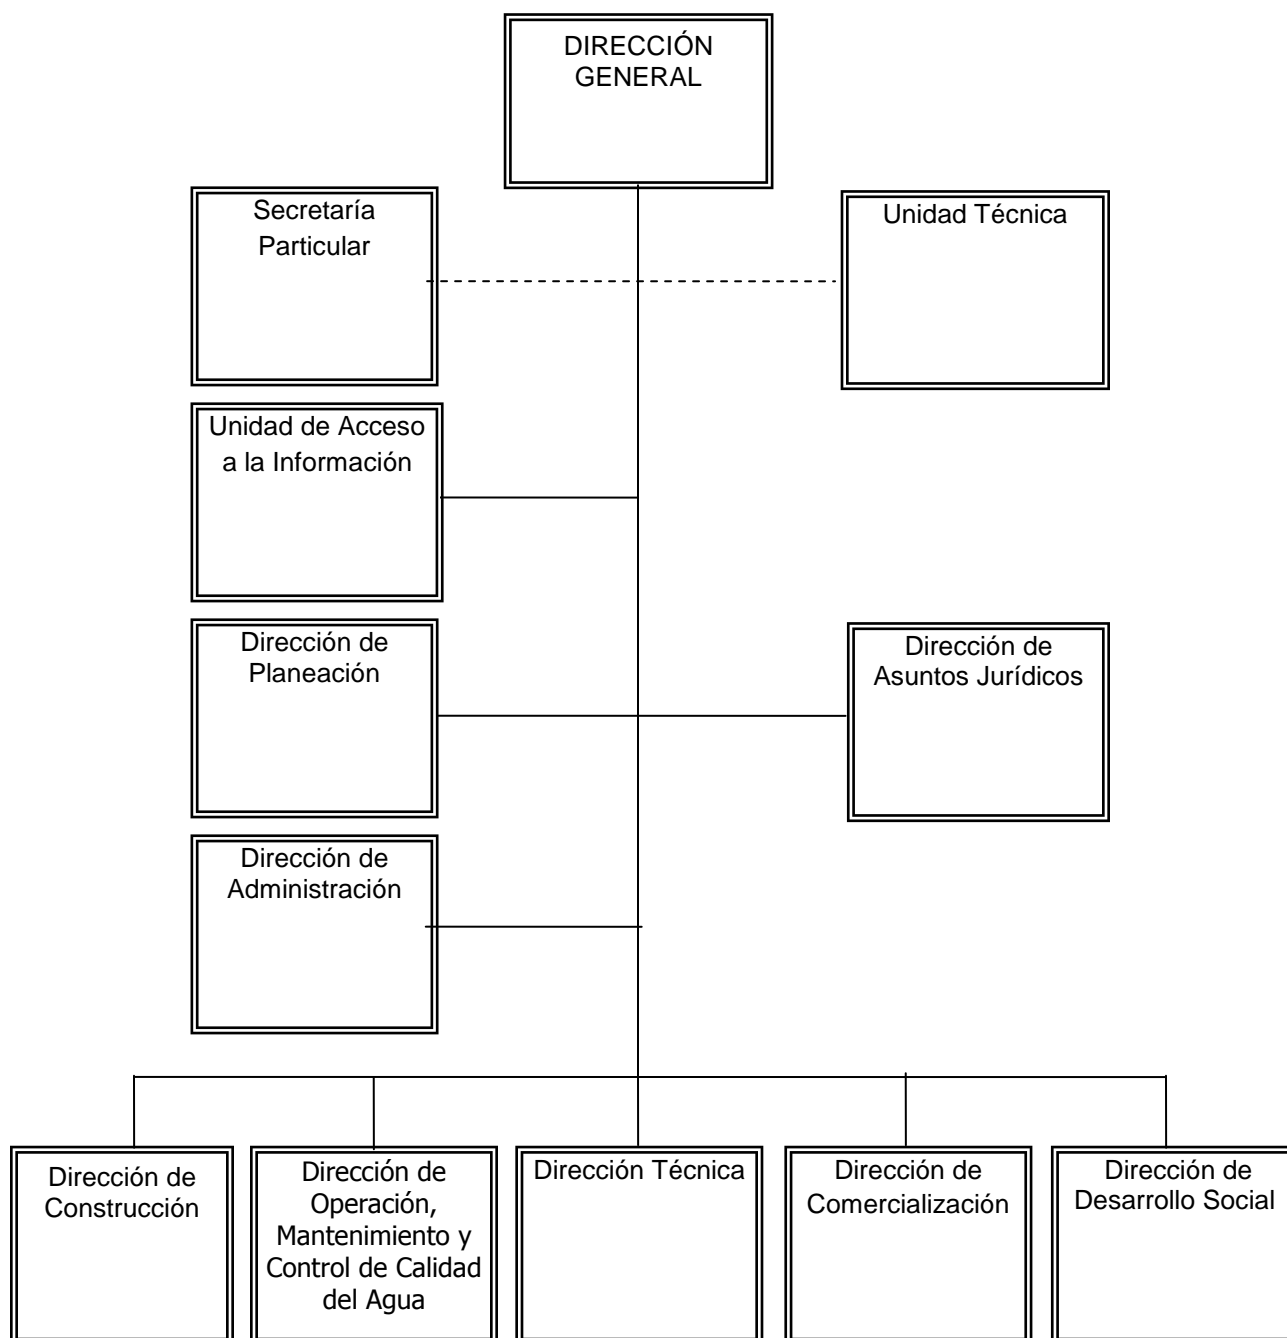 DIRECCIÓN
GENERAL
Secretaría
Particular
Unidad Técnica
Unidad de Acceso
a la Información
Dirección de
Planeación
Dirección de
Asuntos Jurídicos
Dirección de
Administración
Dirección de
Construcción
Dirección de
Operación,
Mantenimiento y
Control de Calidad
del Agua
Dirección Técnica
Dirección de
Comercialización
Dirección de
Desarrollo Social